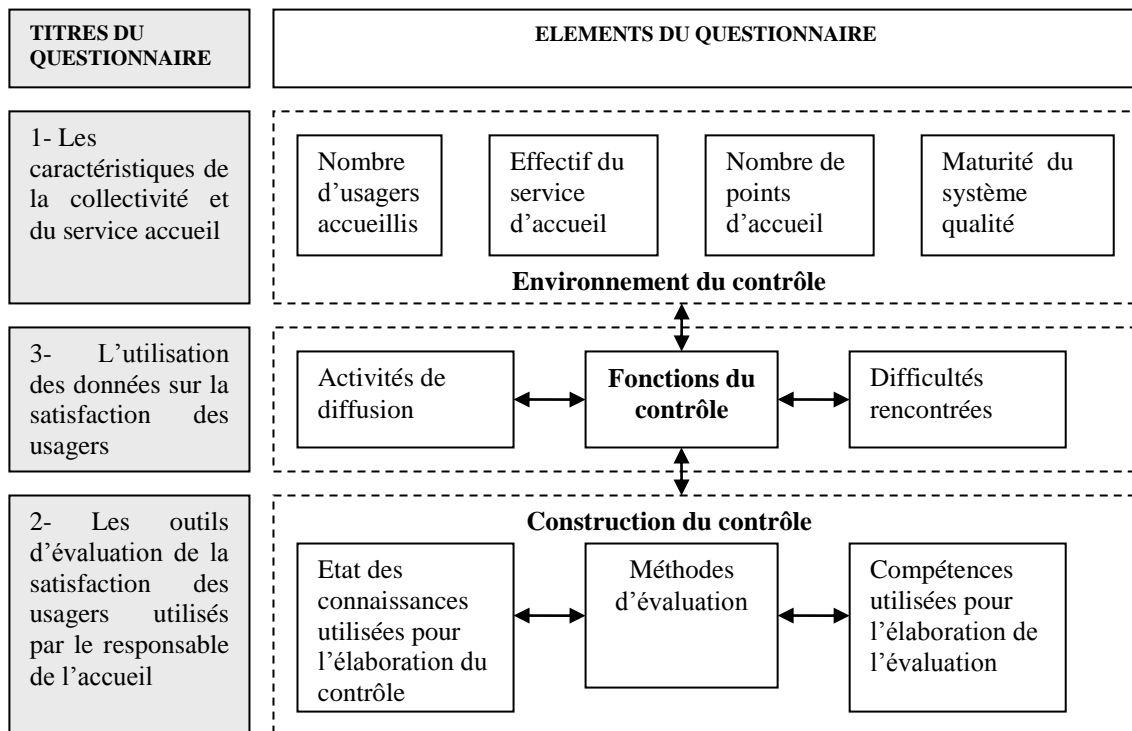 TITRES DU
QUESTIONNAIRE
ELEMENTS DU QUESTIONNAIRE
1- Les
caractéristiques de
la collectivité et
du service accueil
Nombre
d’usagers
accueillis
Effectif du
service
d’accueil
Nombre de
points
d’accueil
Maturité du
système
qualité
Environnement du contrôle
3- L’utilisation
des données sur la
satisfaction des
usagers
Activités de
diffusion
Fonctions du
contrôle
Difficultés
rencontrées
2- Les outils
d’évaluation de la
satisfaction des
usagers utilisés
par le responsable
de l’accueil
Construction du contrôle
Etat des
connaissances
utilisées pour
l’élaboration du
contrôle
Méthodes
d’évaluation
Compétences
utilisées pour
l’élaboration de
l’évaluation